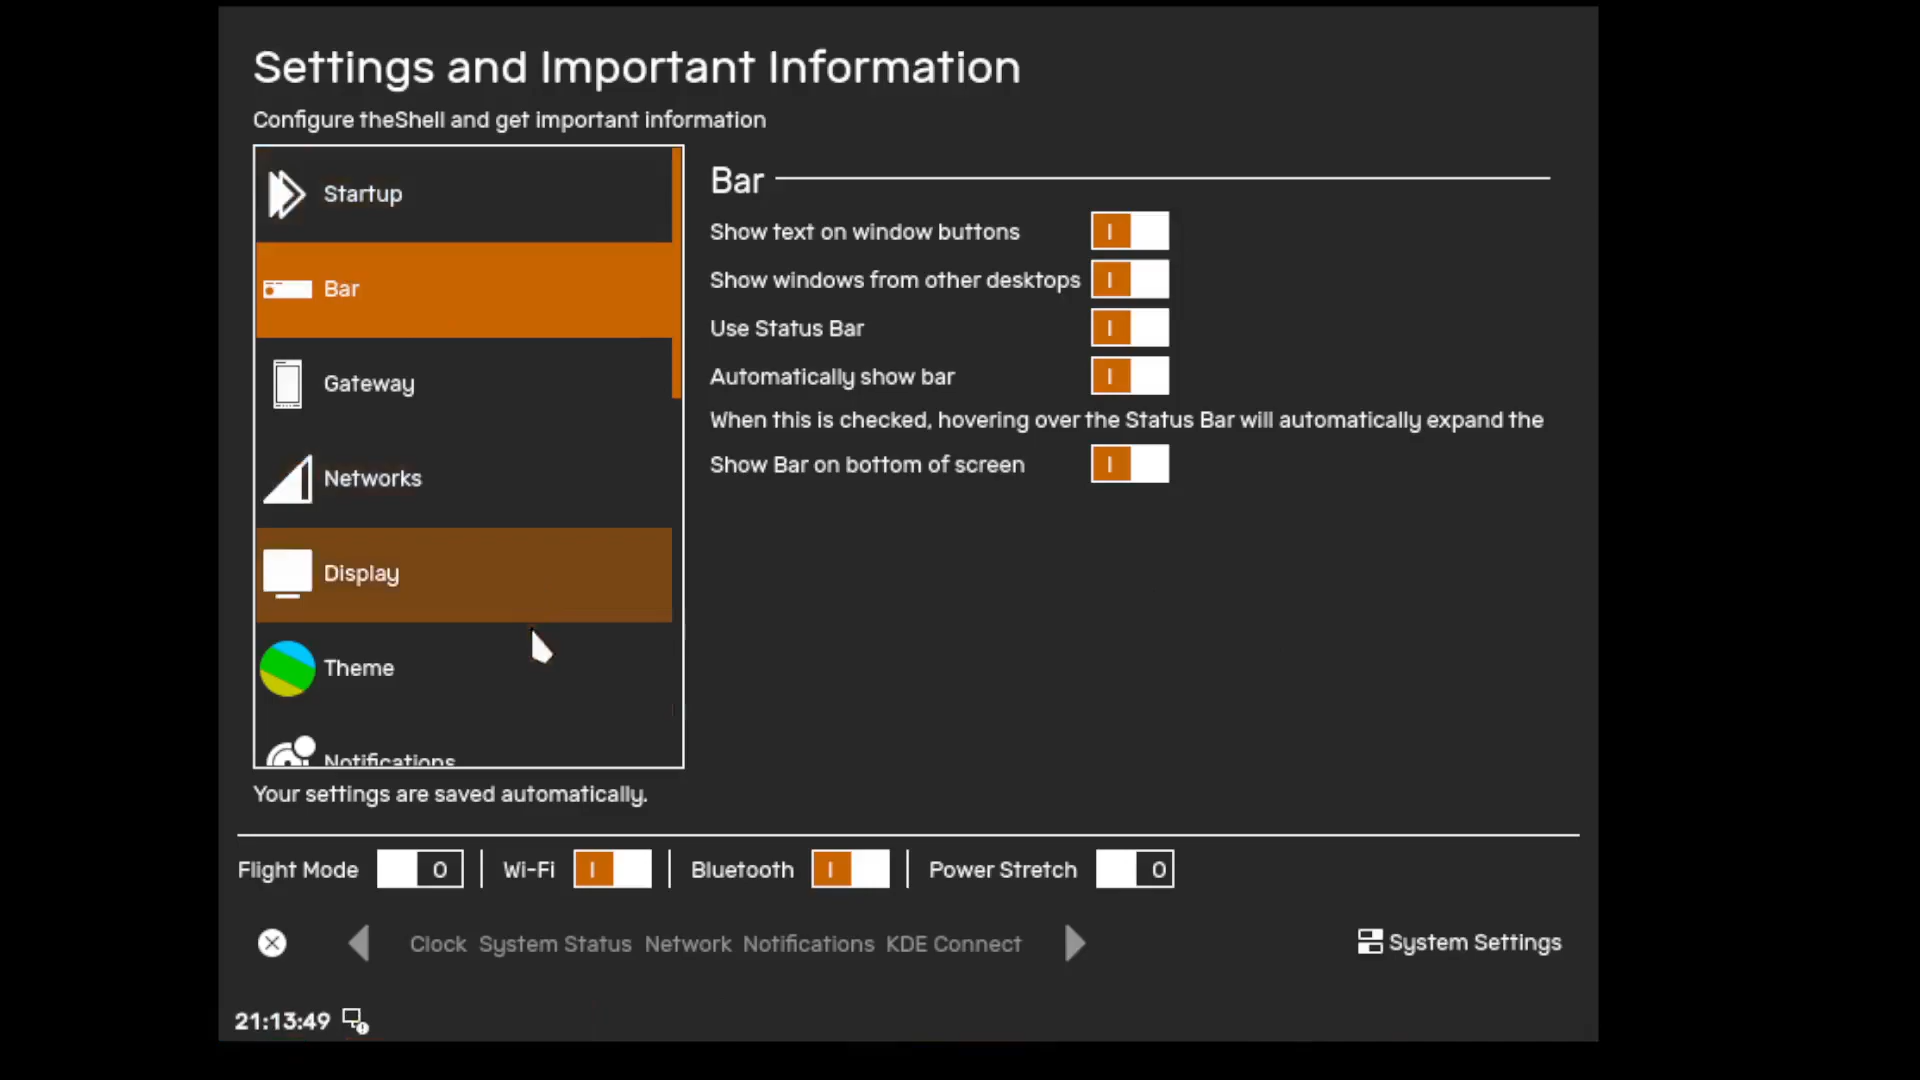 Settings and Important Information
Configure theShell and get important information
Startup
Bar
Gateway
Networks
Display
Theme
Notifications
Your settings are saved automatically.
Bar
Show text on window buttons I
Show windows from other desktops I
Use Status Bar I
Automatically show bar I
When this is checked, hovering over the Status Bar will automatically expand the
Show Bar on bottom of screen I
Flight Mode O Wi-Fi I Bluetooth I Power Stretch O
Clock System Status Network Notifications KDE Connect System Settings
21:13:49